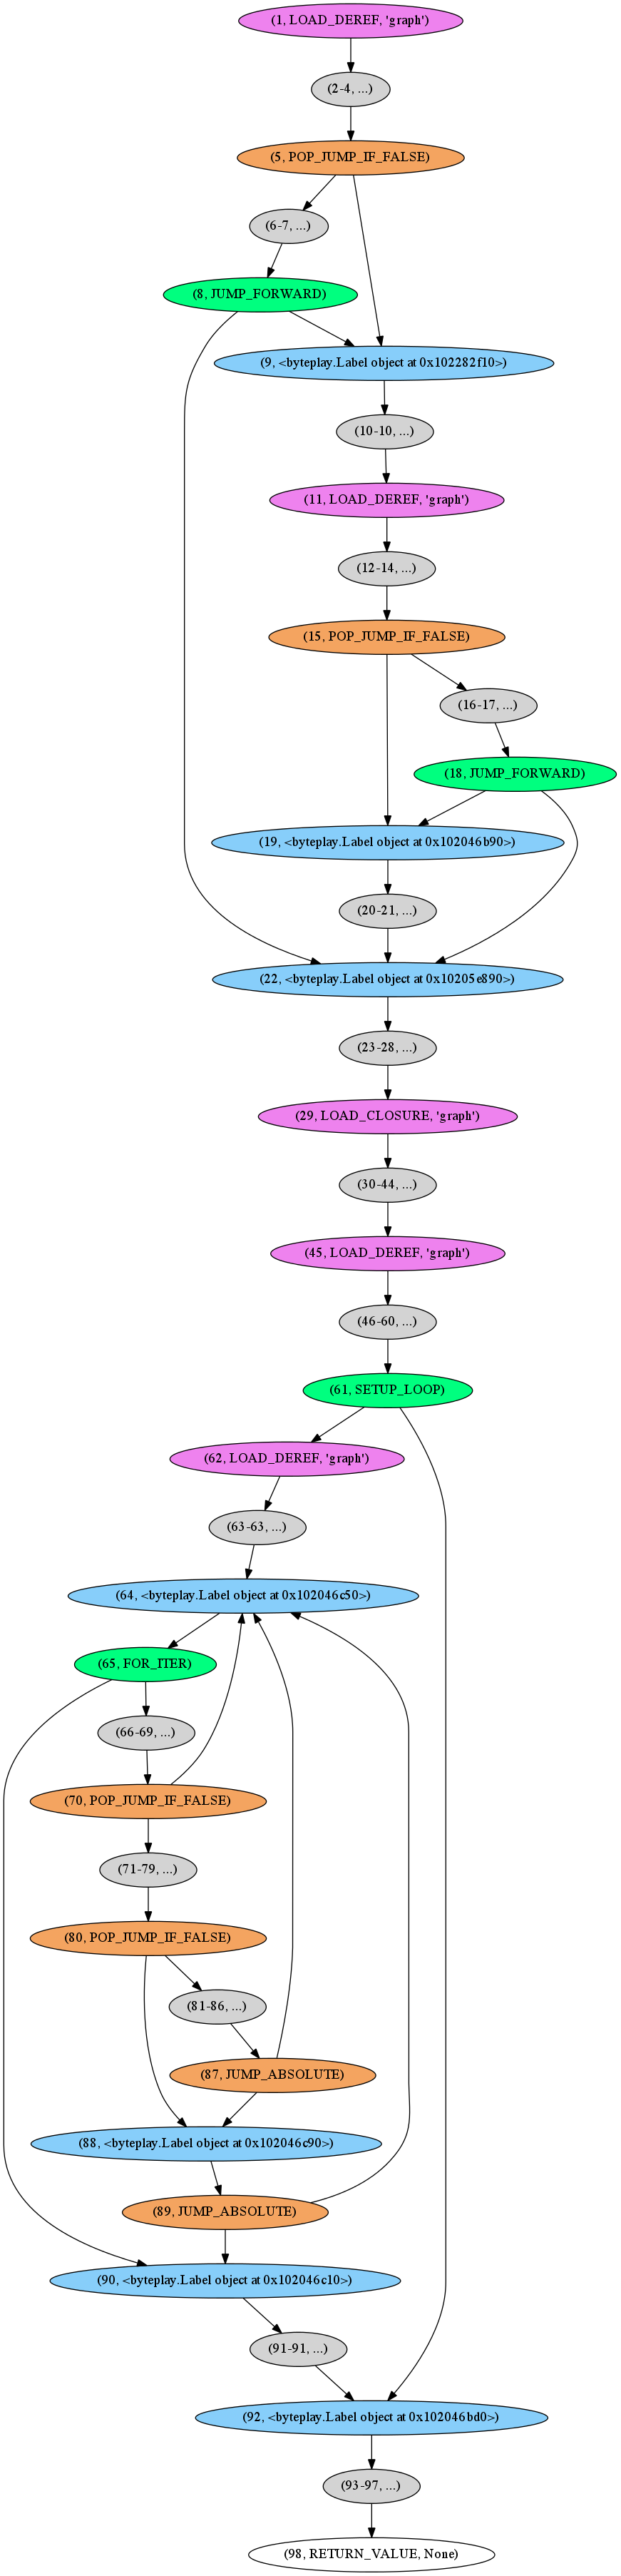 (1, LOAD_DEREF, 'graph')
(2-4, ...)
(5, POP_JUMP_IF_FALSE)
(6-7, ...)
(8, JUMP_FORWARD)
(9, <byteplay.Label object at 0x102282f10>)
(10-10, ...)
(11, LOAD_DEREF, 'graph')
(12-14, ...)
(15, POP_JUMP_IF_FALSE)
(16-17, ...)
(18, JUMP_FORWARD)
(19, <byteplay.Label object at 0x102046b90>)
(20-21, ...)
(22, <byteplay.Label object at 0x10205e890>)
(23-28, ...)
(29, LOAD_CLOSURE, 'graph')
(30-44, ...)
(45, LOAD_DEREF, 'graph')
(46-60, ...)
(61, SETUP_LOOP)
(62, LOAD_DEREF, 'graph')
(63-63, ...)
(64, <byteplay.Label object at 0x102046c50>)
(65, FOR_ITER)
(66-69, ...)
(70, POP_JUMP_IF_FALSE)
(71-79, ...)
(80, POP_JUMP_IF_FALSE)
(81-86, ...)
(87, JUMP_ABSOLUTE)
(88, <byteplay.Label object at 0x102046c90>)
(89, JUMP_ABSOLUTE)
(90, <byteplay.Label object at 0x102046c10>)
(91-91, ...)
(92, <byteplay.Label object at 0x102046bd0>)
(93-97, ...)
(98, RETURN_VALUE, None)